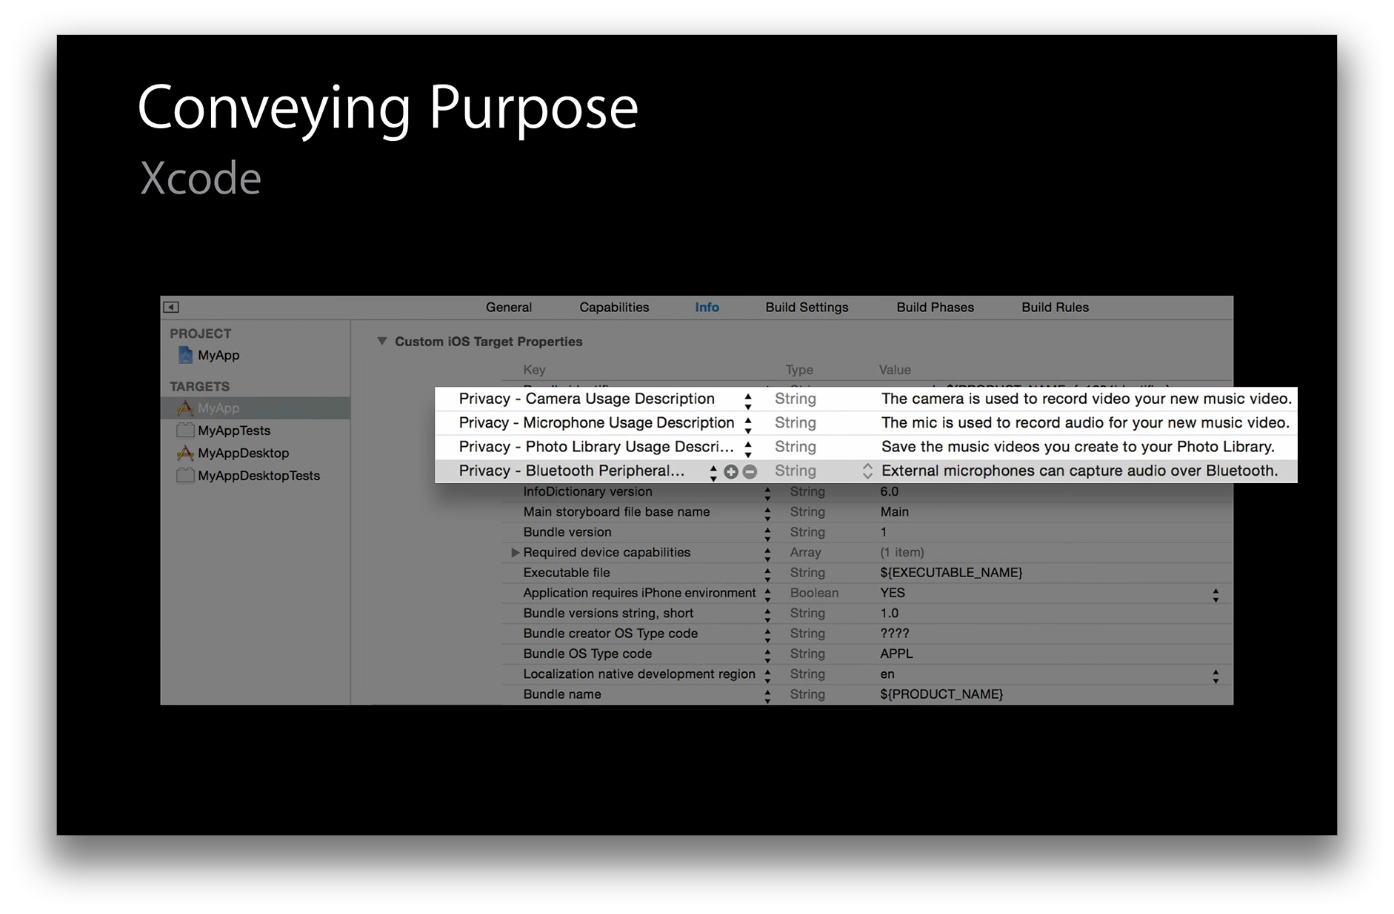 Conveying Purpose
Xcode
General Capabilities Info Build Settings Build Phases Build Rules
PROJECT
MyApp
TARGETS
MyApp
MyAppTests
MyAppDesktop
MyAppDesktopTests
Custom iOS Target Properties
Key Type Value
Privacy - Camera Usage Description String The camera is used to record video your new music video.
Privacy - Microphone Usage Description String The mic is used to record audio for your new music video.
Privacy - Photo Library Usage Descri... String Save the music videos you create to your Photo Library.
Privacy - Bluetooth Peripheral... String External microphones can capture audio over Bluetooth.
InfoDictionary version String 6.0
Main storyboard file base name String Main
Bundle version String 1
Required device capabilities Array (1 item)
Executable file String ${EXECUTABLE_NAME}
Application requires iPhone environment Boolean YES
Bundle versions string, short String 1.0
Bundle creator OS Type code String ????
Bundle OS Type code String APPL
Localization native development region String en
Bundle name String ${PRODUCT_NAME}